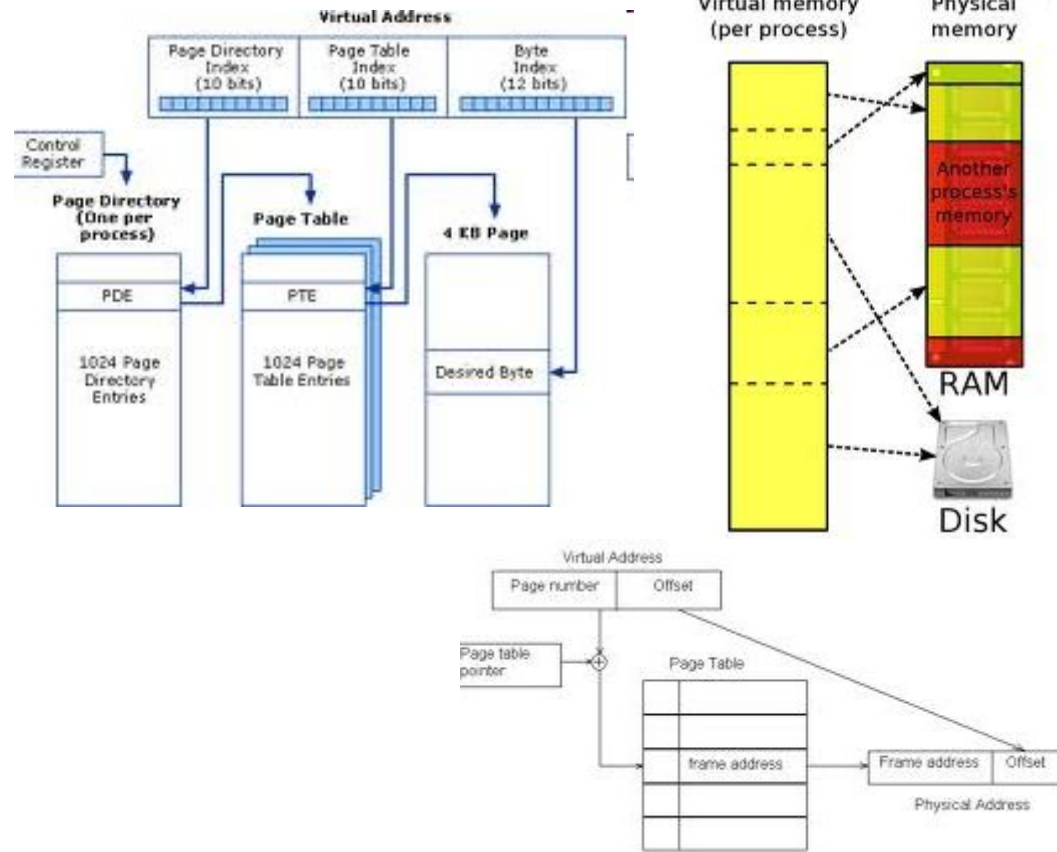 Virtual Address
Page Directory
Index
(10 bits)
Page Table
Index
(10 bits)
Byte
Index
(12 bits)
Control
Register
Page Directory
(One per
process)
Page Table
4 KB Page
PDE
PTE
1024 Page
Directory
Entries
1024 Page
Table Entries
Desired Byte
Virtual memory
(per process)
Physical
memory
Another
process's
memory
RAM
Disk
Virtual Address
Page number
Offset
Page table
pointer
Page Table
frame address
Frame address
Offset
Physical Address